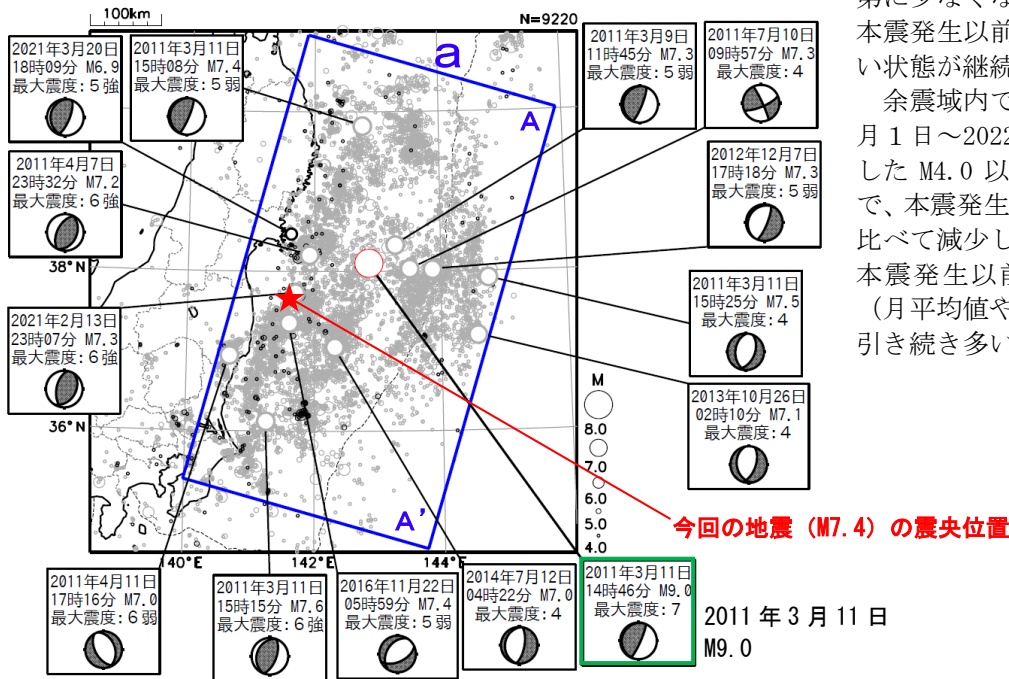 100km
N=9220
2021年3月20日
18時09分 M6.9
最大震度:5強
2011年3月11日
15時08分 M7.4
最大震度:5弱
2011年3月9日
11時45分 M7.3
最大震度:5弱
2011年7月10日
09時57分 M7.3
最大震度:4
2011年4月7日
23時32分 M7.2
最大震度:6強
2012年12月7日
17時18分 M7.3
最大震度:5弱
2021年2月13日
23時07分 M7.3
最大震度:6強
2011年3月11日
15時25分 M7.5
最大震度:4
2013年10月26日
02時10分 M7.1
最大震度:4
a
A
A'
38°N
36°N
140°E
142°E
144°E
M
8.0
7.0
6.0
5.0
4.0
今回の地震（M7.4）の震央位置
2011年4月11日
17時16分 M7.0
最大震度:6弱
2011年3月11日
15時15分 M7.6
最大震度:6強
2016年11月22日
05時59分 M7.4
最大震度:5弱
2014年7月12日
04時22分 M7.0
最大震度:4
2011年3月11日
14時46分 M9.0
最大震度:7
2011年3月11日
M9.0
第に少なくな
本震発生以前
い状態が継続
余震域内で
月１日～2022
した M4.0 以
で、本震発生
比べて減少し
本震発生以前
（月平均値や
引き続き多い